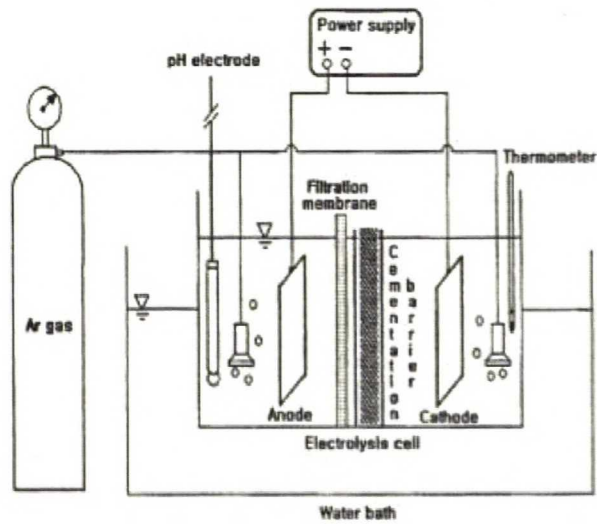 Power supply
+ −
pH electrode
Thermometer
Filtration
membrane
Cementation
barrier
Ar gas
Anode
Cathode
Electrolysis cell
Water bath